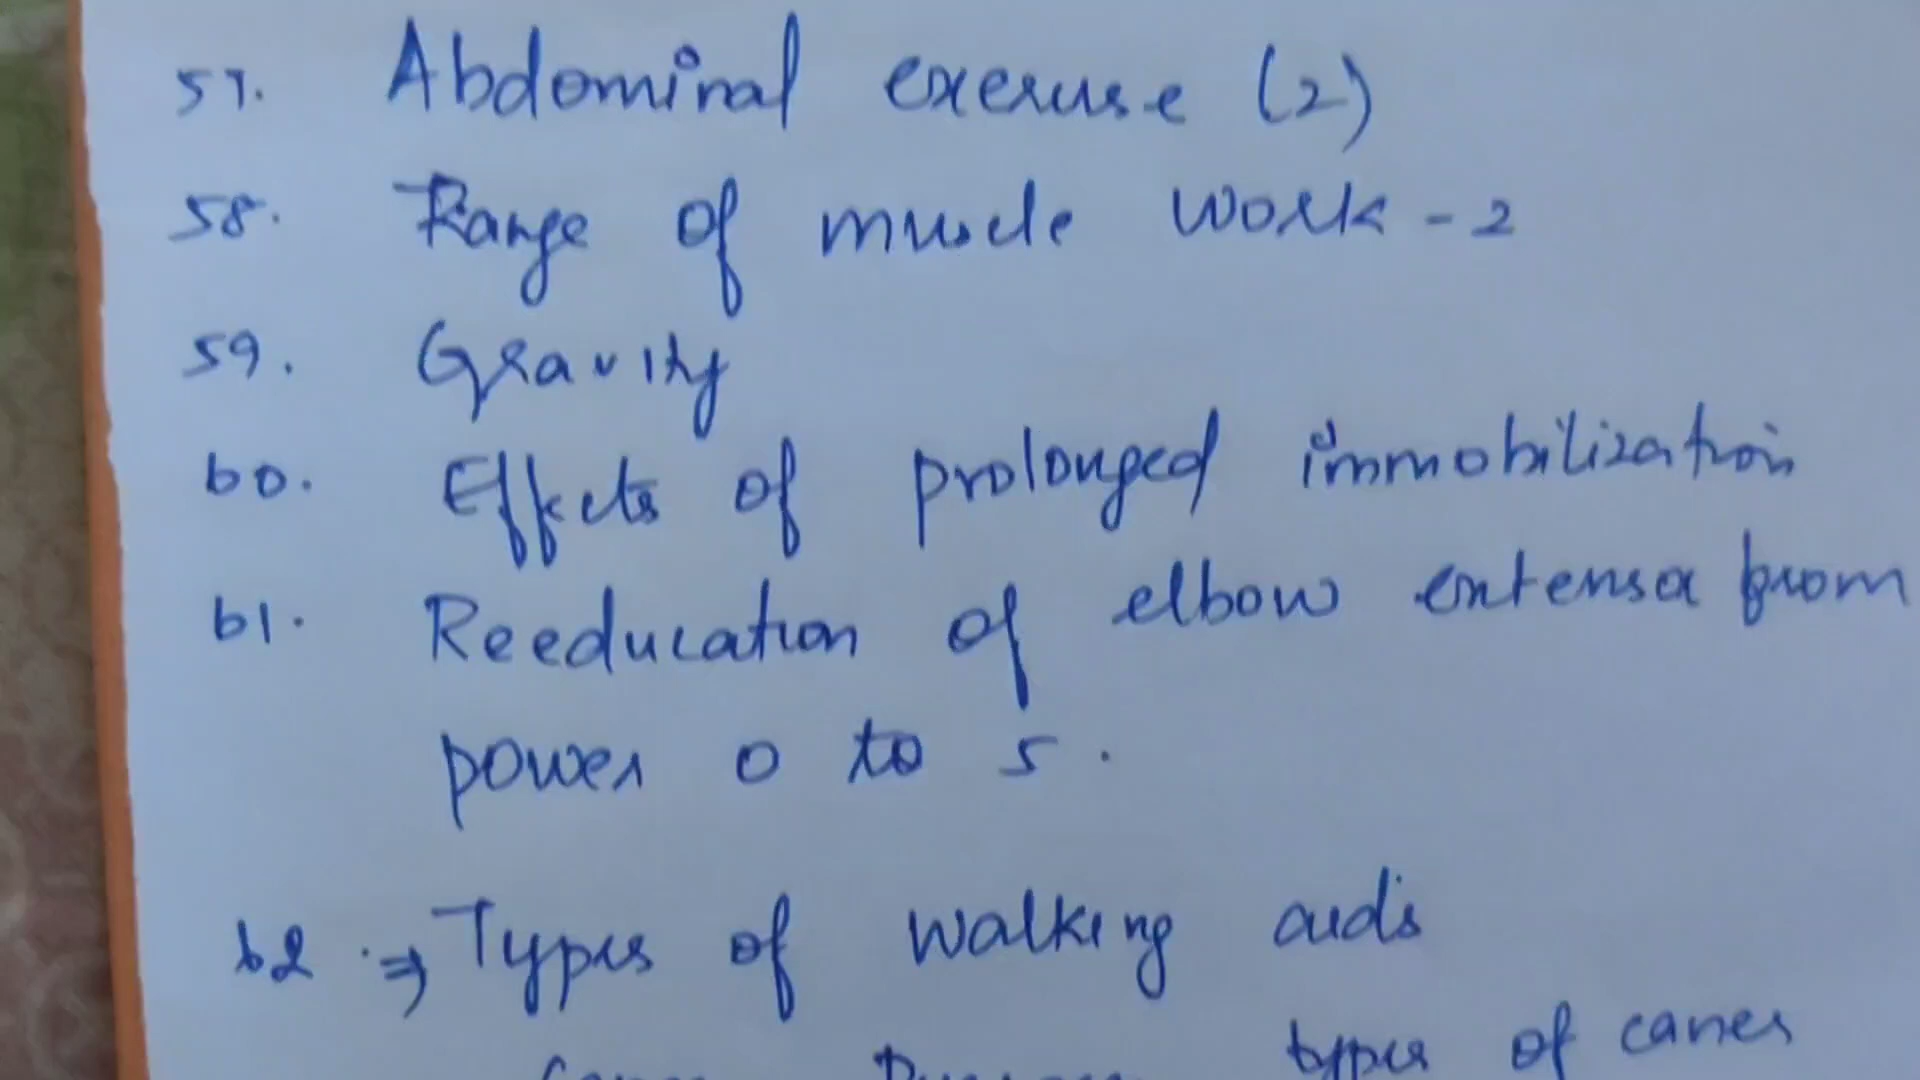 57. Abdominal exercise (2)
58. Range of muscle work - 2
59. Gravity
60. Effects of prolonged immobilization
61. Reeducation of elbow extensor from
power 0 to 5.
62 .⇒ Types of walking aids
types of canes